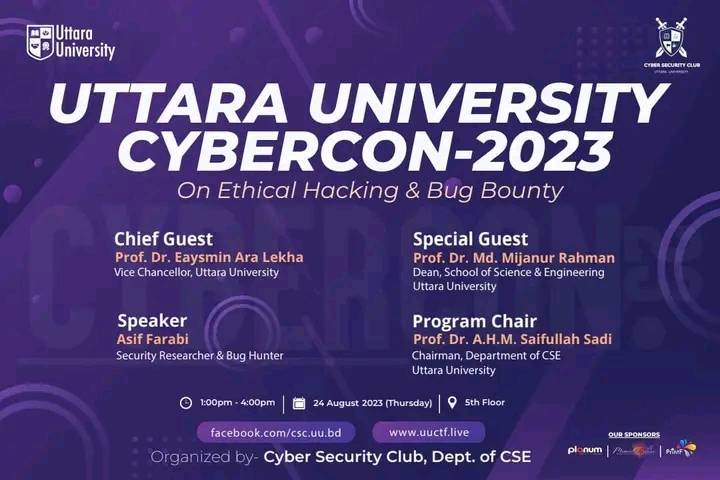 Uttara
University
CYBER SECURITY CLUB
UTTARA UNIVERSITY
UTTARA UNIVERSITY
CYBERCON-2023
On Ethical Hacking & Bug Bounty
Chief Guest
Prof. Dr. Eaysmin Ara Lekha
Vice Chancellor, Uttara University
Special Guest
Prof. Dr. Md. Mijanur Rahman
Dean, School of Science & Engineering
Uttara University
Speaker
Asif Farabi
Security Researcher & Bug Hunter
Program Chair
Prof. Dr. A.H.M. Saifullah Sadi
Chairman, Department of CSE
Uttara University
1:00pm - 4:00pm
24 August 2023 (Thursday)
5th Floor
facebook.com/csc.uu.bd
www.uuctf.live
Organized by- Cyber Security Club, Dept. of CSE
OUR SPONSORS
planum